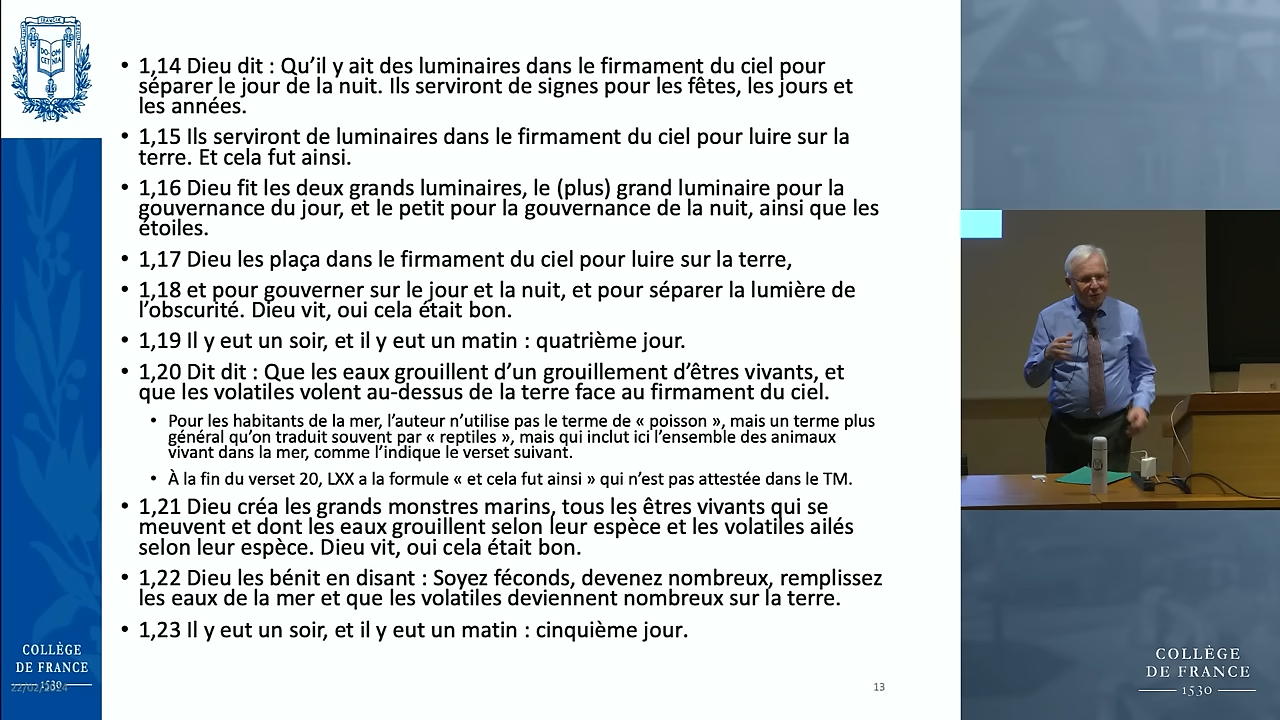 • 1,14 Dieu dit : Qu'il y ait des luminaires dans le firmament du ciel pour
séparer le jour de la nuit. Ils serviront de signes pour les fêtes, les jours et
les années.
• 1,15 Ils serviront de luminaires dans le firmament du ciel pour luire sur la
terre. Et cela fut ainsi.
• 1,16 Dieu fit les deux grands luminaires, le (plus) grand luminaire pour la
gouvernance du jour, et le petit pour la gouvernance de la nuit, ainsi que les
étoiles.
• 1,17 Dieu les plaça dans le firmament du ciel pour luire sur la terre,
• 1,18 et pour gouverner sur le jour et la nuit, et pour séparer la lumière de
l'obscurité. Dieu vit, oui cela était bon.
• 1,19 Il y eut un soir, et il y eut un matin : quatrième jour.
• 1,20 Dit dit : Que les eaux grouillent d'un grouillement d'êtres vivants, et
que les volatiles volent au-dessus de la terre face au firmament du ciel.
• Pour les habitants de la mer, l'auteur n'utilise pas le terme de « poisson », mais un terme plus
général qu'on traduit souvent par « reptiles », mais qui inclut ici l'ensemble des animaux
vivant dans la mer, comme l'indique le verset suivant.
• À la fin du verset 20, LXX a la formule « et cela fut ainsi » qui n'est pas attestée dans le TM.
• 1,21 Dieu créa les grands monstres marins, tous les êtres vivants qui se
meuvent et dont les eaux grouillent selon leur espèce et les volatiles ailés
selon leur espèce. Dieu vit, oui cela était bon.
• 1,22 Dieu les bénit en disant : Soyez féconds, devenez nombreux, remplissez
les eaux de la mer et que les volatiles deviennent nombreux sur la terre.
• 1,23 Il y eut un soir, et il y eut un matin : cinquième jour.
COLLÈGE
DE FRANCE
1530
22/02/2024
13
COLLÈGE
DE FRANCE
1530